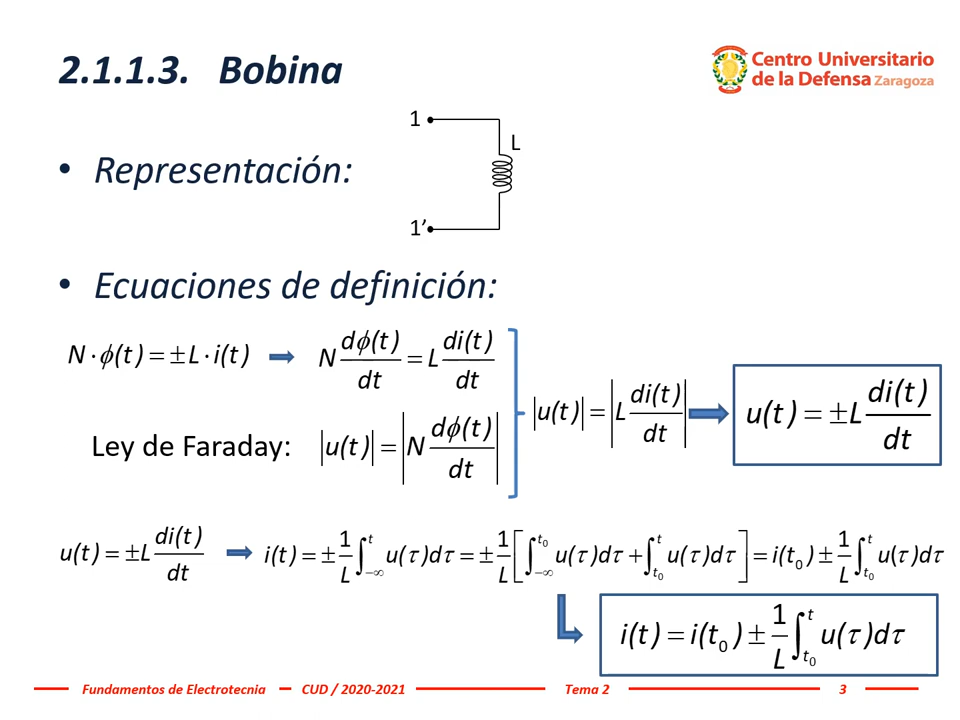 2.1.1.3. Bobina
Centro Universitario
de la Defensa Zaragoza
1
L
• Representación:
1’
• Ecuaciones de definición:
N · ϕ(t) = ± L · i(t)
N dϕ(t)/dt = L di(t)/dt
Ley de Faraday: |u(t)| = |N dϕ(t)/dt|
|u(t)| = |L di(t)/dt|
u(t) = ±L di(t)/dt
u(t) = ±L di(t)/dt
i(t) = ± 1/L ∫_{−∞}^{t} u(τ)dτ = ± 1/L [∫_{−∞}^{t₀} u(τ)dτ + ∫_{t₀}^{t} u(τ)dτ] = i(t₀) ± 1/L ∫_{t₀}^{t} u(τ)dτ
i(t) = i(t₀) ± 1/L ∫_{t₀}^{t} u(τ)dτ
Fundamentos de Electrotecnia
CUD / 2020-2021
Tema 2
3